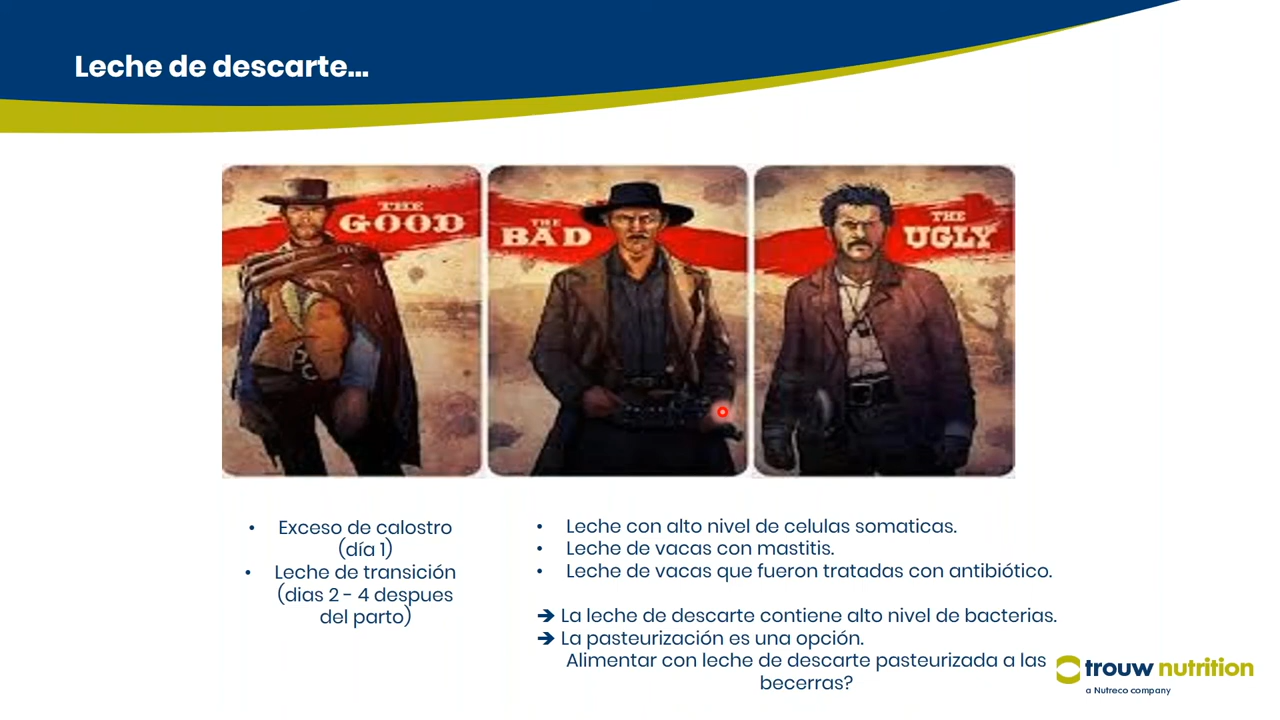 Leche de descarte...
THE
GOOD
THE
BAD
THE
UGLY
• Exceso de calostro
(día 1)
• Leche de transición
(dias 2 - 4 despues
del parto)
• Leche con alto nivel de celulas somaticas.
• Leche de vacas con mastitis.
• Leche de vacas que fueron tratadas con antibiótico.
➔ La leche de descarte contiene alto nivel de bacterias.
➔ La pasteurización es una opción.
Alimentar con leche de descarte pasteurizada a las
becerras?
trouw nutrition
a Nutreco company